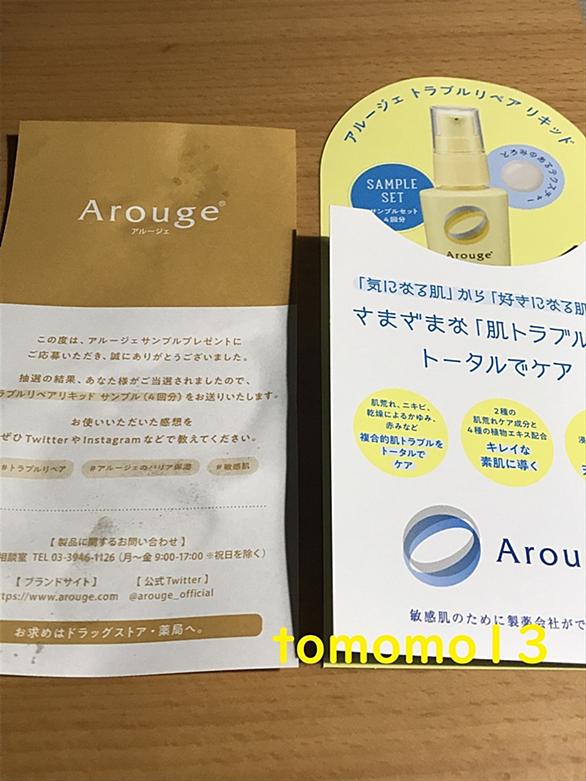 Arouge®
アルージェ
この度は、アルージェサンプルプレゼントに
ご応募いただき、誠にありがとうございました。
抽選の結果、あなた様がご当選されましたので、
ラブルリペアリキッド サンプル(4回分)をお送りいたします。
お使いいただいた感想を
ぜひTwitterやInstagramなどで教えてください。
#トラブルリペア #アルージェのバリア保湿 #敏感肌
【 製品に関するお問い合わせ 】
相談室 TEL 03-3946-1126 (月〜金 9:00-17:00 ※祝日を除く)
【 ブランドサイト 】 【 公式Twitter 】
ttps://www.arouge.com @arouge_official
お求めはドラッグストア・薬局へ。
アルージェ トラブルリペア リキッド
SAMPLE
SET
サンプルセット
4回分
Arouge®
「気になる肌」から「好きになる肌
さまざまな「肌トラブル
トータルでケア
肌荒れ、ニキビ、
乾燥によるかゆみ、
赤みなど
複合的肌トラブルを
トータルで
ケア
2種の
肌荒れケア成分と
4種の植物エキス配合
キレイな
素肌に導く
Arou
敏感肌のために製薬会社がで
tomomo13